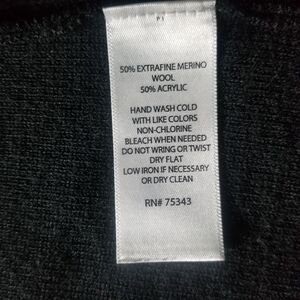 50% EXTRAFINE MERINO
WOOL
50% ACRYLIC
HAND WASH COLD
WITH LIKE COLORS
NON-CHLORINE
BLEACH WHEN NEEDED
DO NOT WRING OR TWIST
DRY FLAT
LOW IRON IF NECESSARY
OR DRY CLEAN
RN# 75343